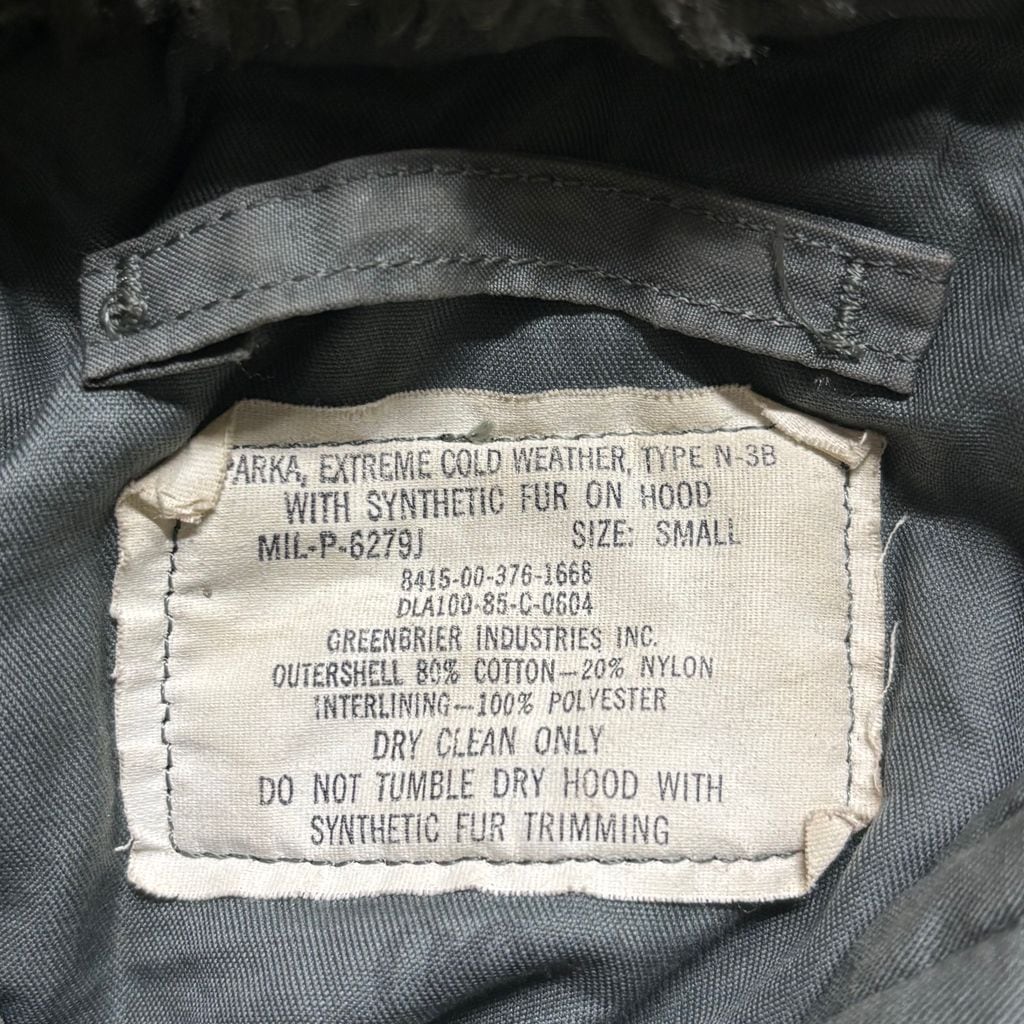 PARKA, EXTREME COLD WEATHER, TYPE N-3B
WITH SYNTHETIC FUR ON HOOD
MIL-P-6279J SIZE: SMALL
8415-00-376-1668
DLA100-85-C-0604
GREENBRIER INDUSTRIES INC.
OUTERSHELL 80% COTTON—20% NYLON
INTERLINING—100% POLYESTER
DRY CLEAN ONLY
DO NOT TUMBLE DRY HOOD WITH
SYNTHETIC FUR TRIMMING